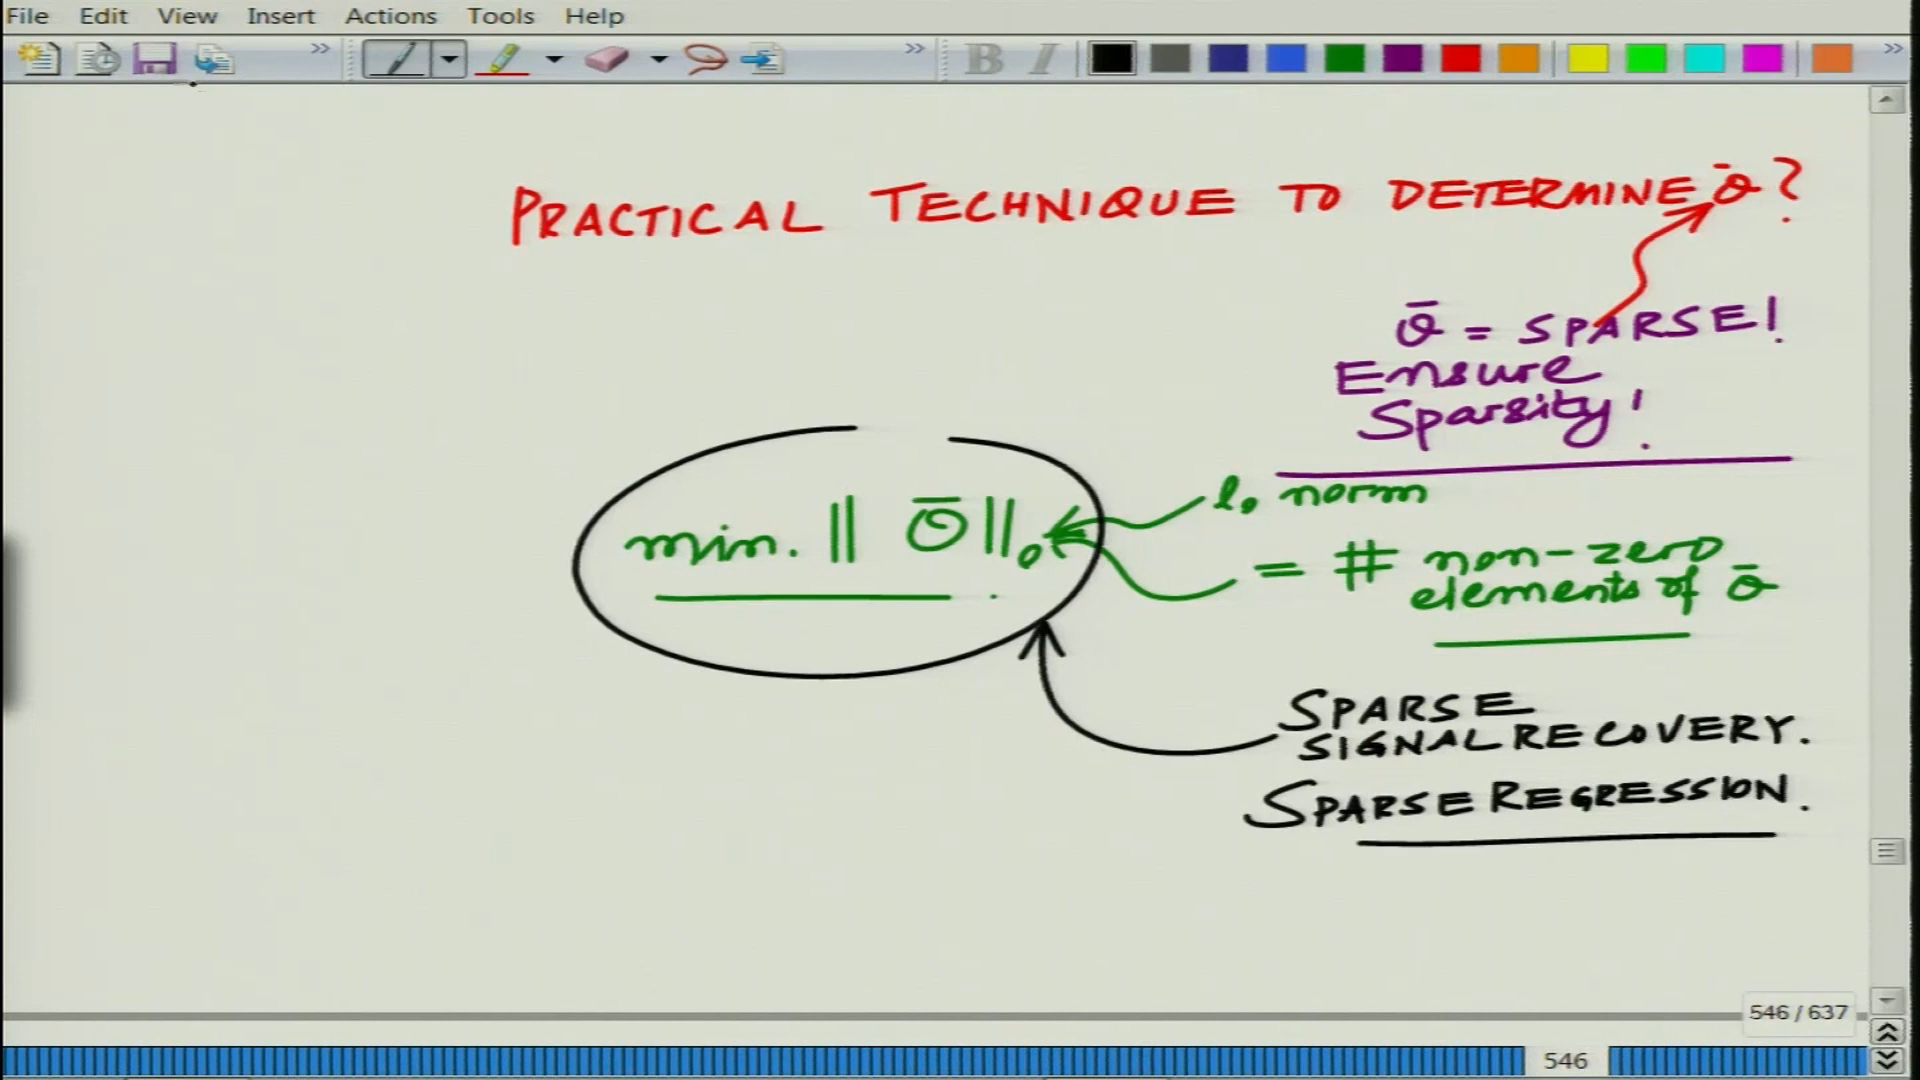 File Edit View Insert Actions Tools Help
B I
PRACTICAL TECHNIQUE TO DETERMINE θ̄?
θ̄ = SPARSE!
Ensure
Sparsity!
min. || θ̄ ||₀
l₀ norm
= # non-zero
elements of θ̄
SPARSE
SIGNAL RECOVERY.
SPARSE REGRESSION.
546 / 637
546